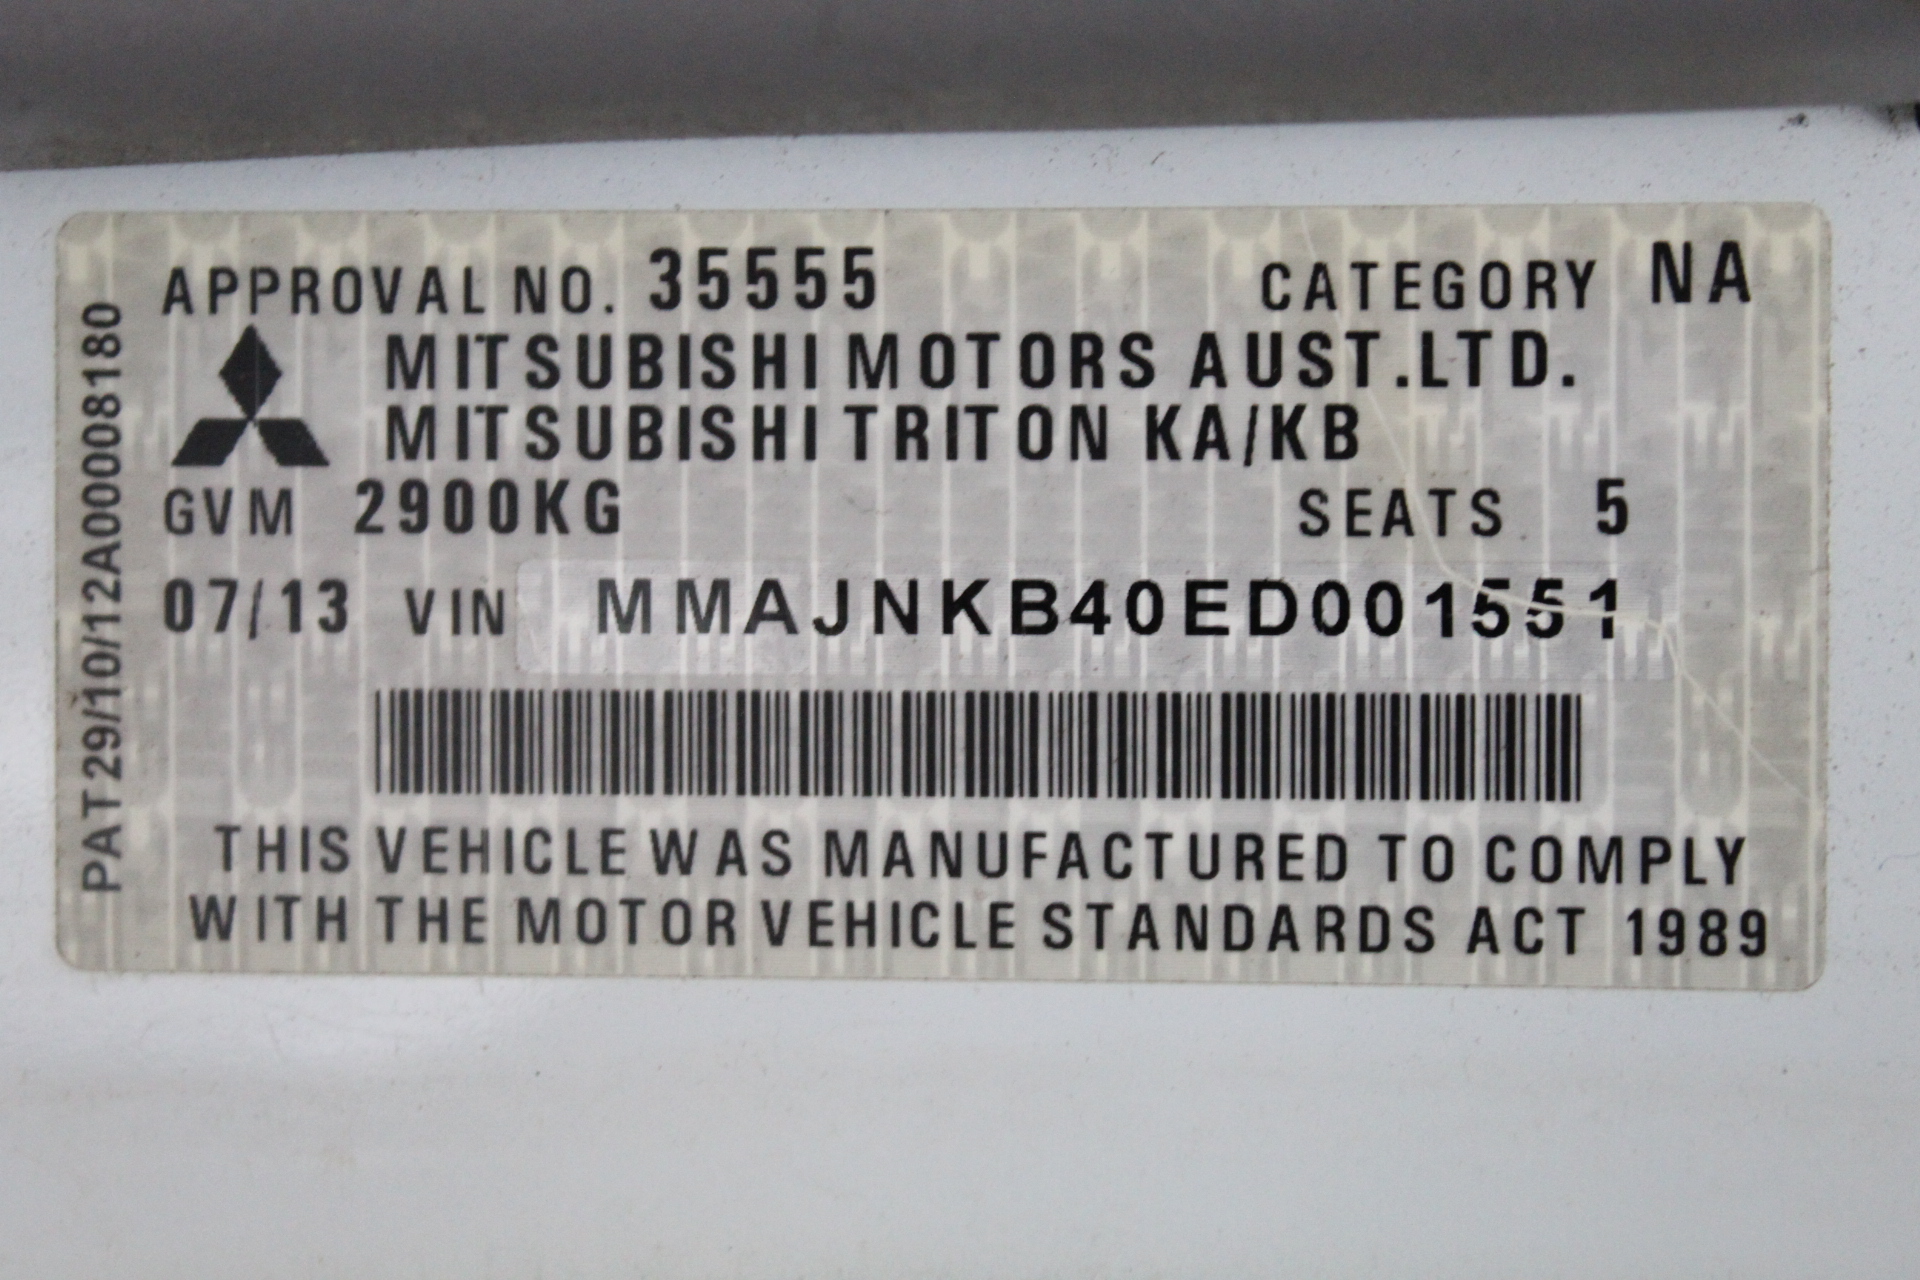 APPROVAL NO. 35555 CATEGORY NA
MITSUBISHI MOTORS AUST.LTD.
MITSUBISHI TRITON KA/KB
GVM 2900KG SEATS 5
07/13 VIN MMAJNKB40ED001551
THIS VEHICLE WAS MANUFACTURED TO COMPLY
WITH THE MOTOR VEHICLE STANDARDS ACT 1989
PAT29/10/12A00008180